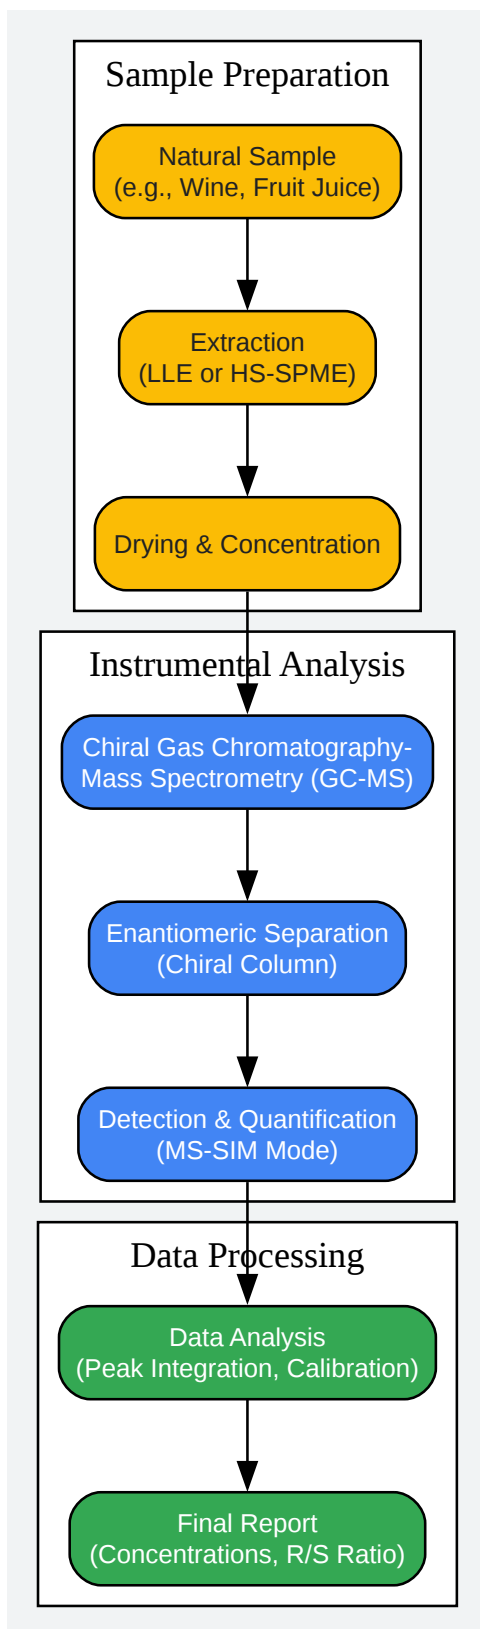 Sample Preparation
Natural Sample
(e.g., Wine, Fruit Juice)
Extraction
(LLE or HS-SPME)
Drying & Concentration
Instrumental Analysis
Chiral Gas Chromatography-
Mass Spectrometry (GC-MS)
Enantiomeric Separation
(Chiral Column)
Detection & Quantification
(MS-SIM Mode)
Data Processing
Data Analysis
(Peak Integration, Calibration)
Final Report
(Concentrations, R/S Ratio)